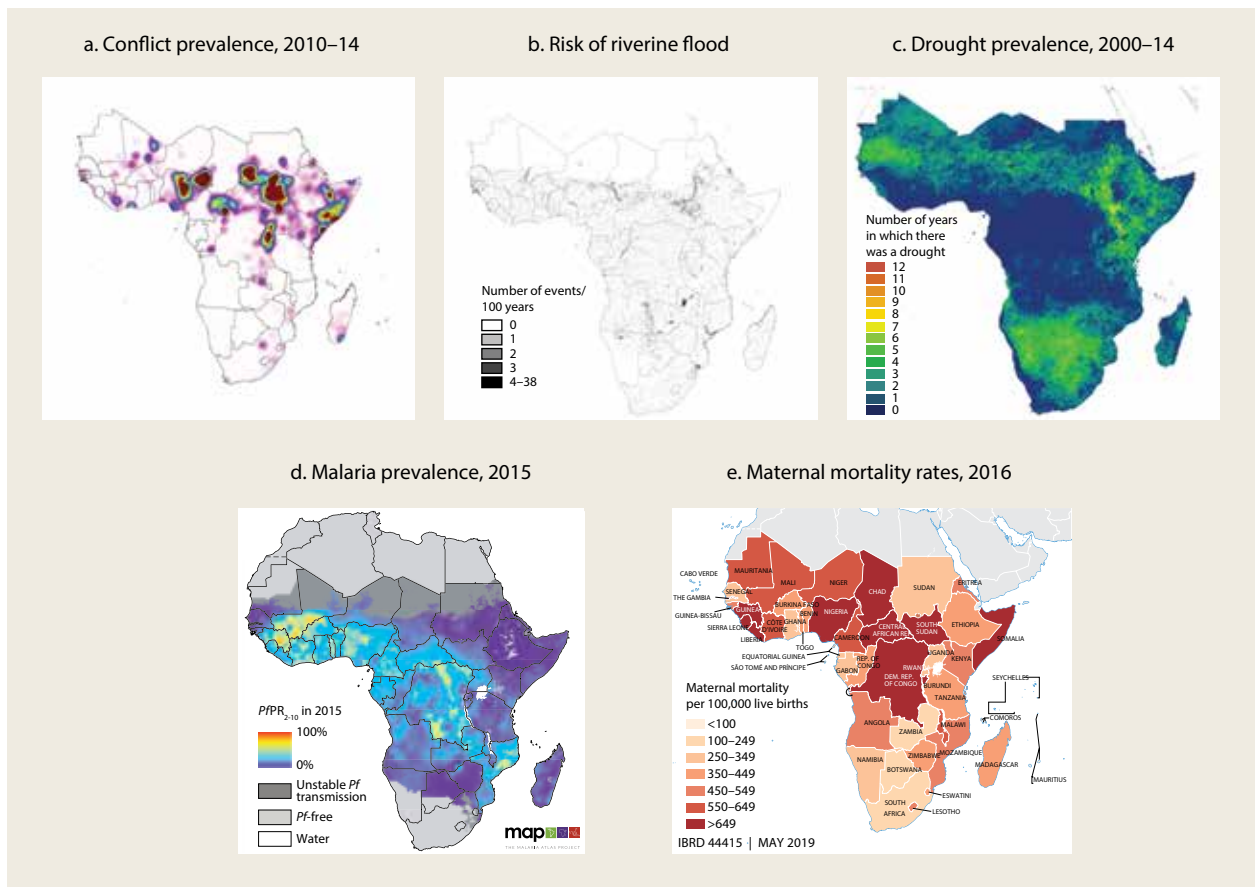 a. Conflict prevalence, 2010–14
b. Risk of riverine flood
Number of events/
100 years
0
1
2
3
4–38
c. Drought prevalence, 2000–14
Number of years
in which there
was a drought
12
11
10
9
8
7
6
5
4
3
2
1
0
d. Malaria prevalence, 2015
PfPR2-10 in 2015
100%
0%
Unstable Pf
transmission
Pf-free
Water
map
THE MALARIA ATLAS PROJECT
e. Maternal mortality rates, 2016
CABO VERDE
MAURITANIA
MALI
NIGER
CHAD
SUDAN
ERITREA
THE GAMBIA
SENEGAL
GUINEA-BISSAU
GUINEA
SIERRA LEONE
LIBERIA
CÔTE
D'IVOIRE
BURKINA FASO
GHANA
BENIN
TOGO
NIGERIA
CAMEROON
CENTRAL
AFRICAN RE
SOUTH
SUDAN
ETHIOPIA
SOMALIA
EQUATORIAL GUINEA
SÃO TOMÉ AND PRÍNCIPE
GABON
REP. OF
CONGO
DEM. REP.
OF CONGO
UGANDA
KENYA
RWAN
BURUNDI
TANZANIA
SEYCHELLES
COMOROS
ANGOLA
ZAMBIA
MALAWI
MOZAMBIQUE
ZIMBABWE
MADAGASCAR
MAURITIUS
NAMIBIA
BOTSWANA
SOUTH
AFRICA
ESWATINI
LESOTHO
Maternal mortality
per 100,000 live births
<100
100–249
250–349
350–449
450–549
550–649
>649
IBRD 44415 | MAY 2019